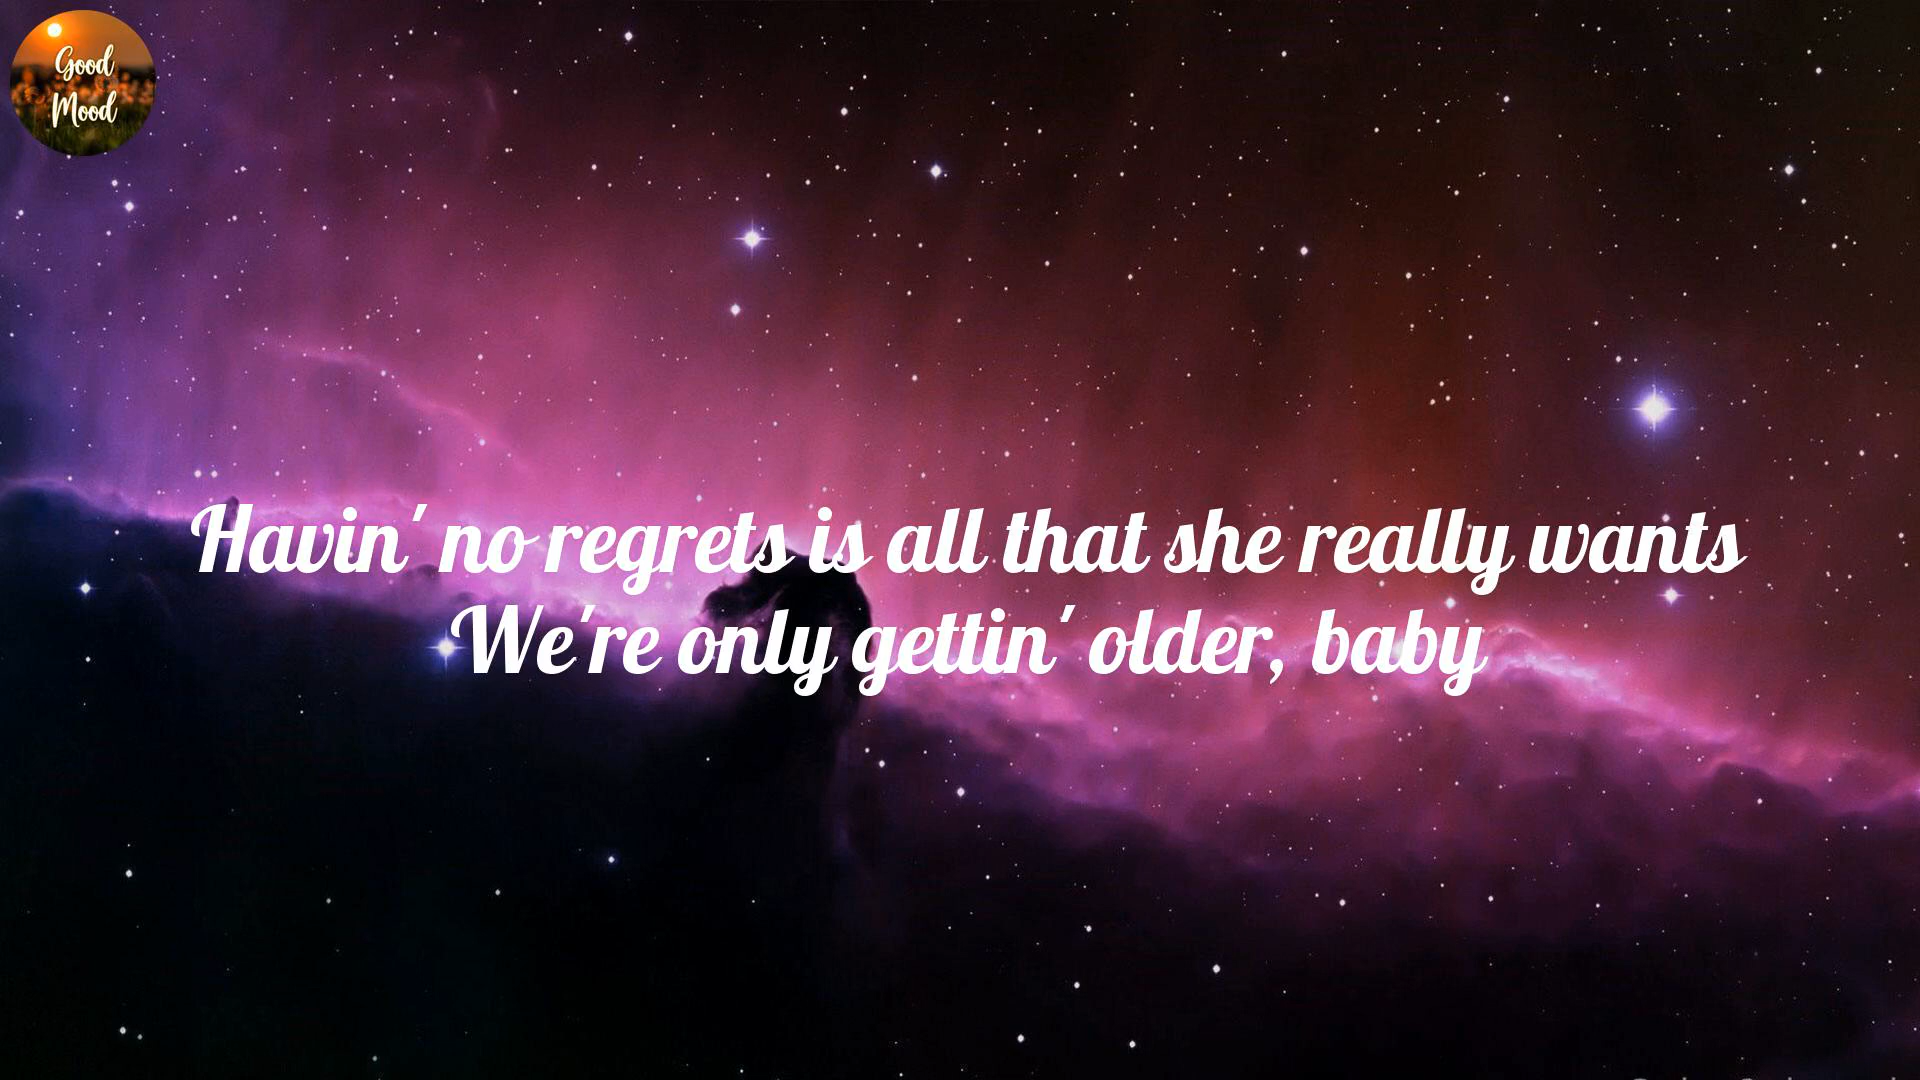 Good
Mood
Havin' no regrets is all that she really wants
We're only gettin' older, baby